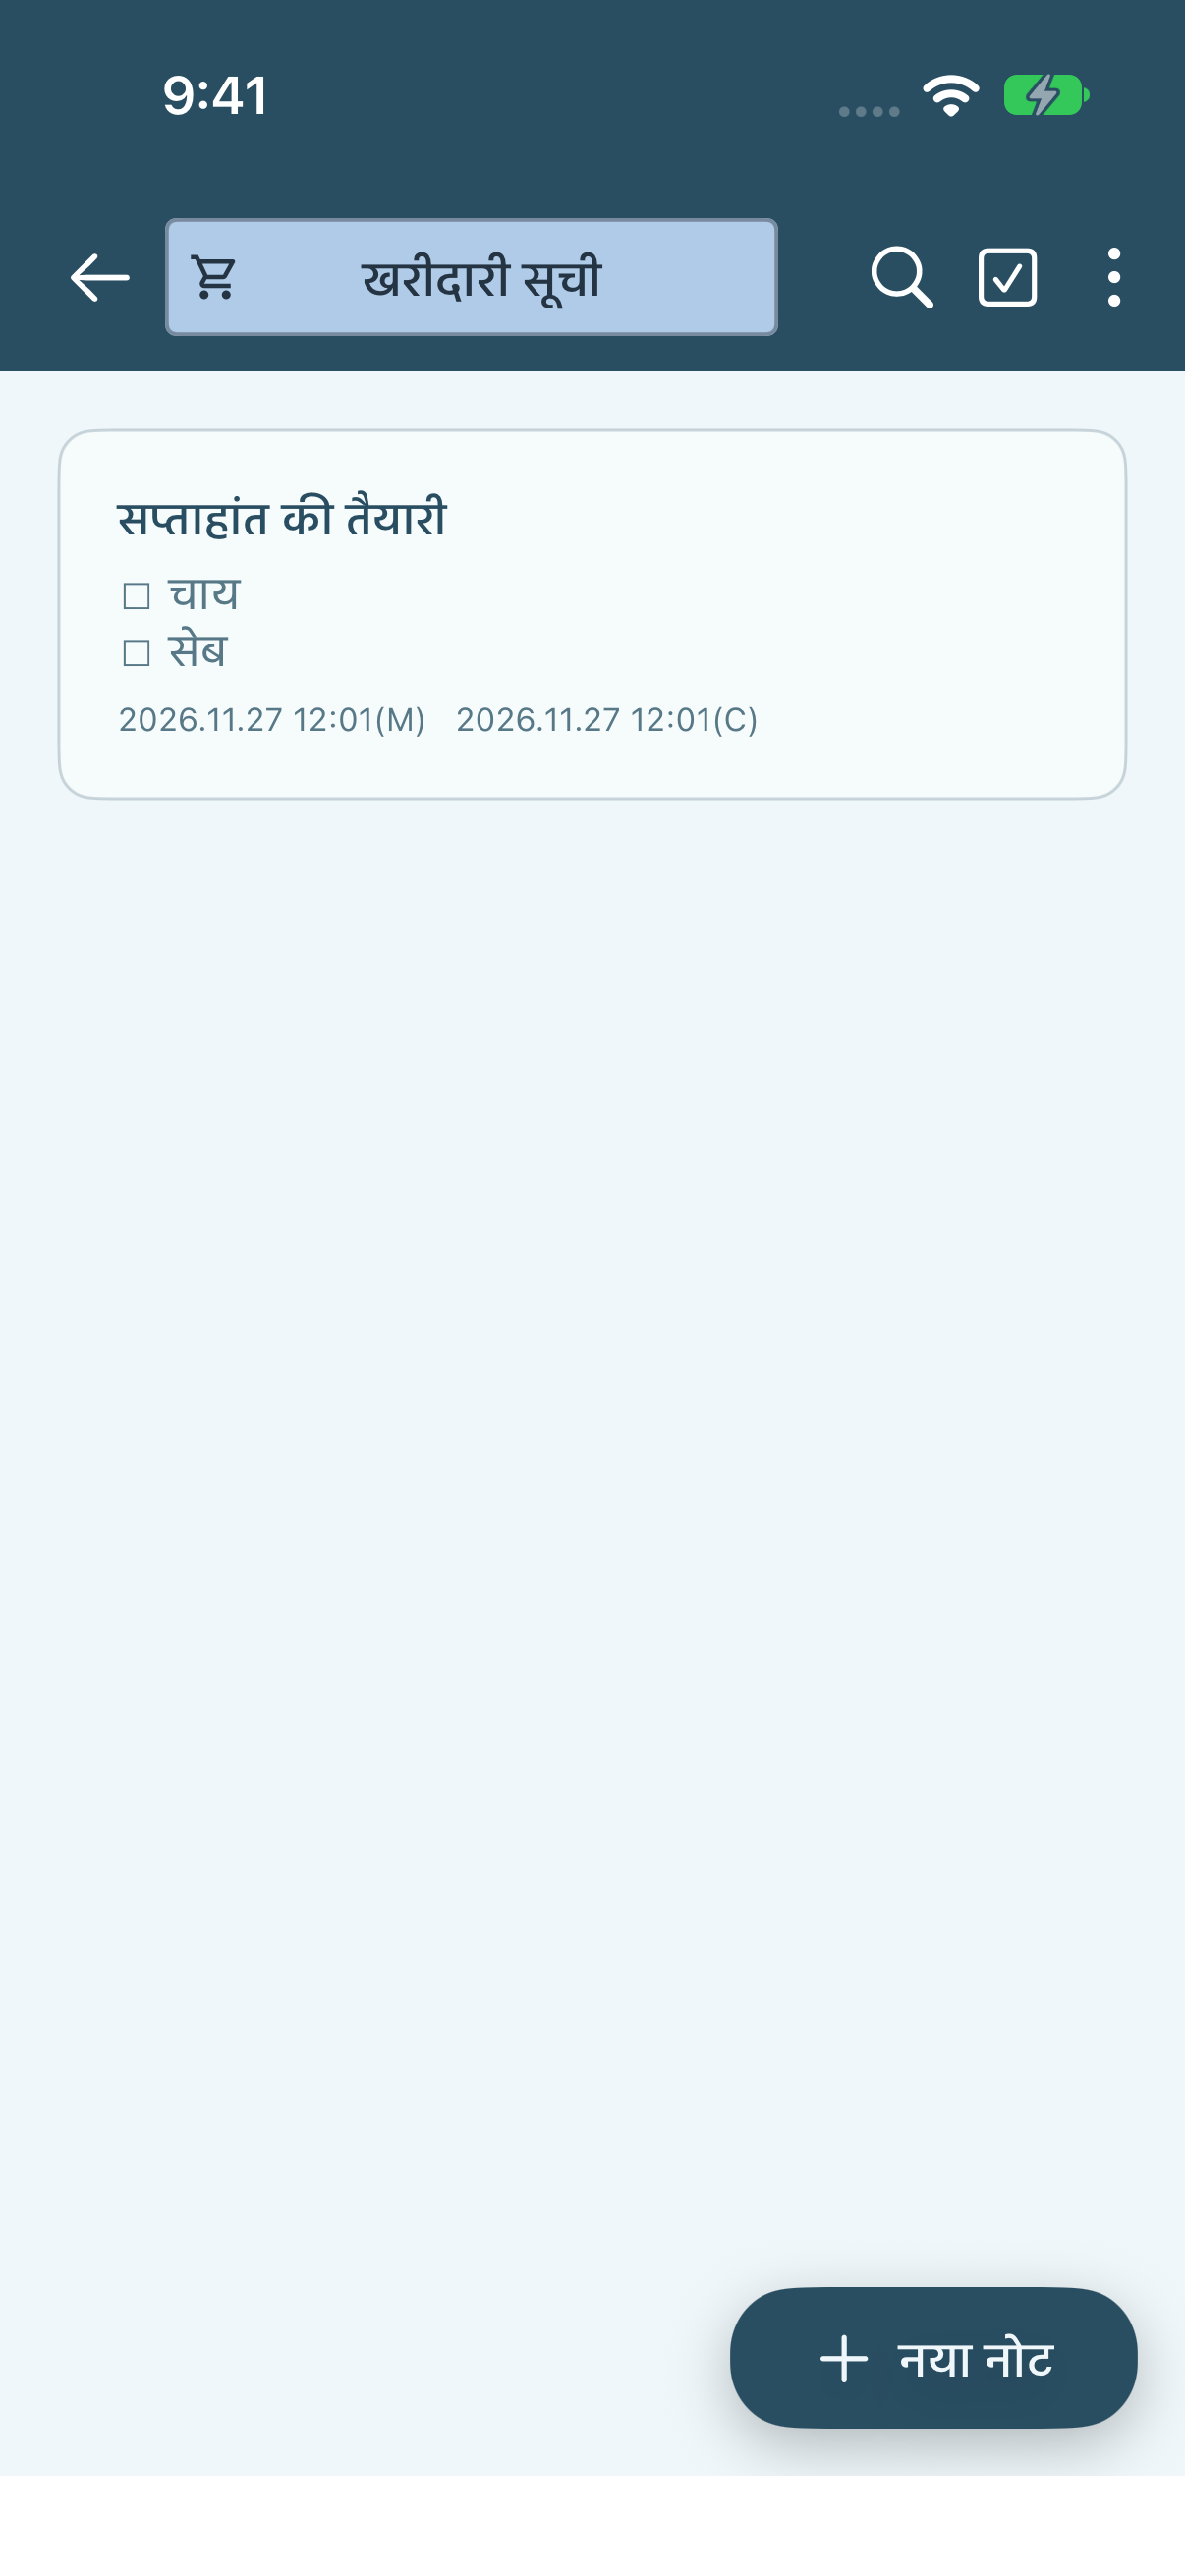 9:41
खरीदारी सूची
सप्ताहांत की तैयारी
☐ चाय
☐ सेब
2026.11.27 12:01(M) 2026.11.27 12:01(C)
नया नोट